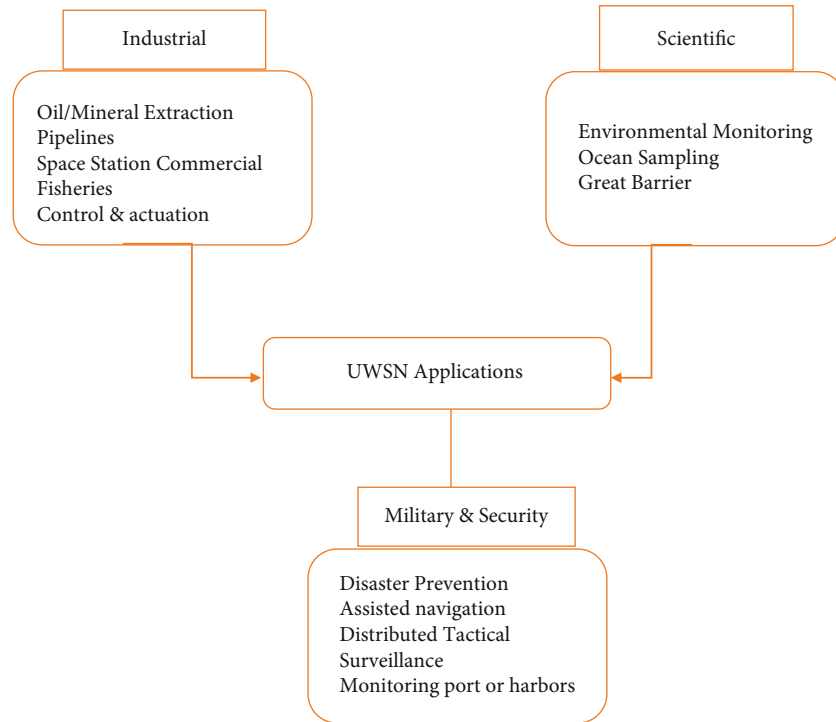 Industrial
Oil/Mineral Extraction
Pipelines
Space Station Commercial
Fisheries
Control & actuation
Scientific
Environmental Monitoring
Ocean Sampling
Great Barrier
UWSN Applications
Military & Security
Disaster Prevention
Assisted navigation
Distributed Tactical
Surveillance
Monitoring port or harbors